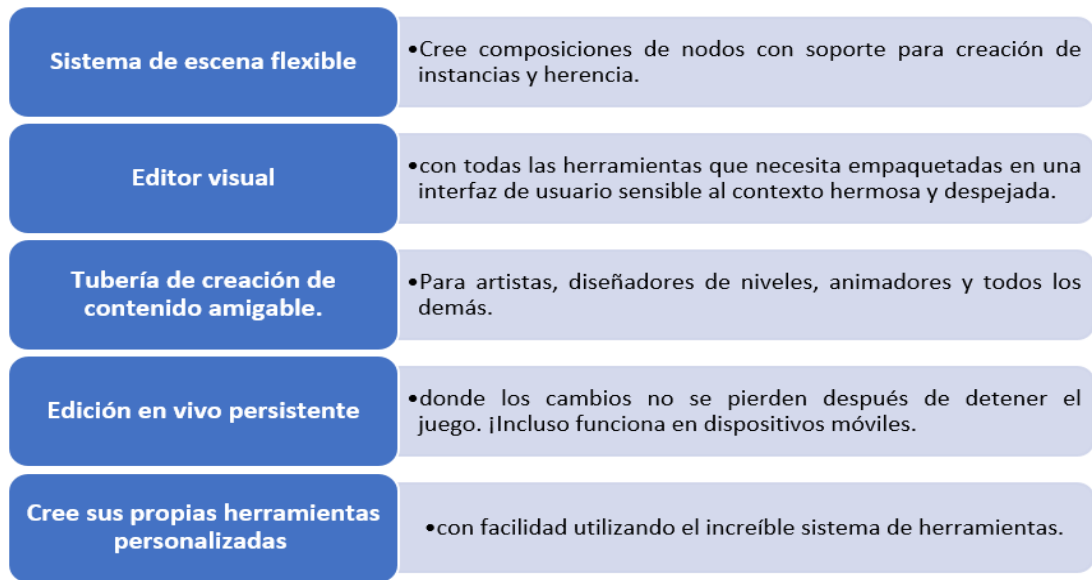 Sistema de escena flexible
•Cree composiciones de nodos con soporte para creación de
instancias y herencia.
Editor visual
•con todas las herramientas que necesita empaquetadas en una
interfaz de usuario sensible al contexto hermosa y despejada.
Tubería de creación de
contenido amigable.
•Para artistas, diseñadores de niveles, animadores y todos los
demás.
Edición en vivo persistente
•donde los cambios no se pierden después de detener el
juego. ¡Incluso funciona en dispositivos móviles.
Cree sus propias herramientas
personalizadas
•con facilidad utilizando el increíble sistema de herramientas.